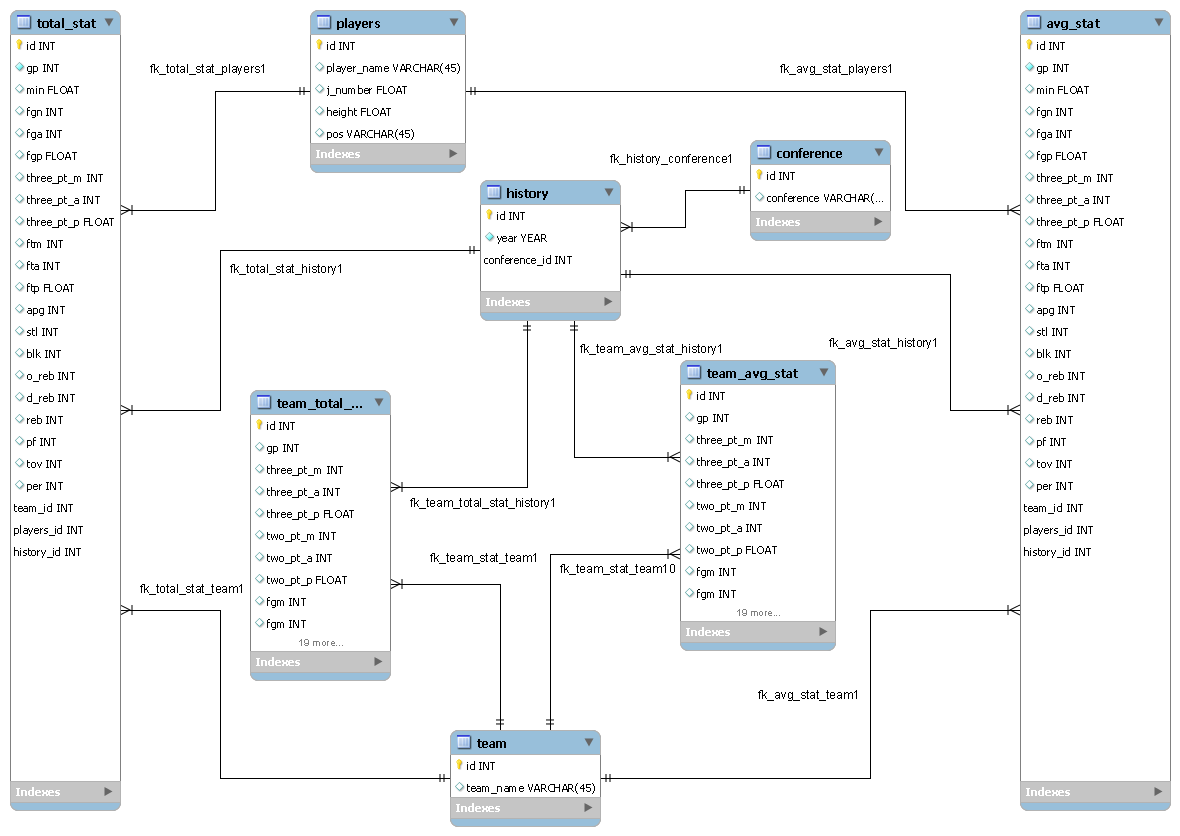 total_stat
id INT
gp INT
min FLOAT
fgn INT
fga INT
fgp FLOAT
three_pt_m INT
three_pt_a INT
three_pt_p FLOAT
ftm INT
fta INT
ftp FLOAT
apg INT
stl INT
blk INT
o_reb INT
d_reb INT
reb INT
pf INT
tov INT
per INT
team_id INT
players_id INT
history_id INT
Indexes
fk_total_stat_players1
players
id INT
player_name VARCHAR(45)
j_number FLOAT
height FLOAT
pos VARCHAR(45)
Indexes
fk_avg_stat_players1
fk_history_conference1
conference
id INT
conference VARCHAR(...
Indexes
history
id INT
year YEAR
conference_id INT
Indexes
fk_total_stat_history1
fk_team_avg_stat_history1
fk_avg_stat_history1
team_total_...
id INT
gp INT
three_pt_m INT
three_pt_a INT
three_pt_p FLOAT
two_pt_m INT
two_pt_a INT
two_pt_p FLOAT
fgm INT
fgm INT
19 more...
Indexes
fk_team_total_stat_history1
team_avg_stat
id INT
gp INT
three_pt_m INT
three_pt_a INT
three_pt_p FLOAT
two_pt_m INT
two_pt_a INT
two_pt_p FLOAT
fgm INT
fgm INT
19 more...
Indexes
fk_team_stat_team1
fk_team_stat_team10
fk_total_stat_team1
fk_avg_stat_team1
team
id INT
team_name VARCHAR(45)
Indexes
avg_stat
id INT
gp INT
min FLOAT
fgn INT
fga INT
fgp FLOAT
three_pt_m INT
three_pt_a INT
three_pt_p FLOAT
ftm INT
fta INT
ftp FLOAT
apg INT
stl INT
blk INT
o_reb INT
d_reb INT
reb INT
pf INT
tov INT
per INT
team_id INT
players_id INT
history_id INT
Indexes